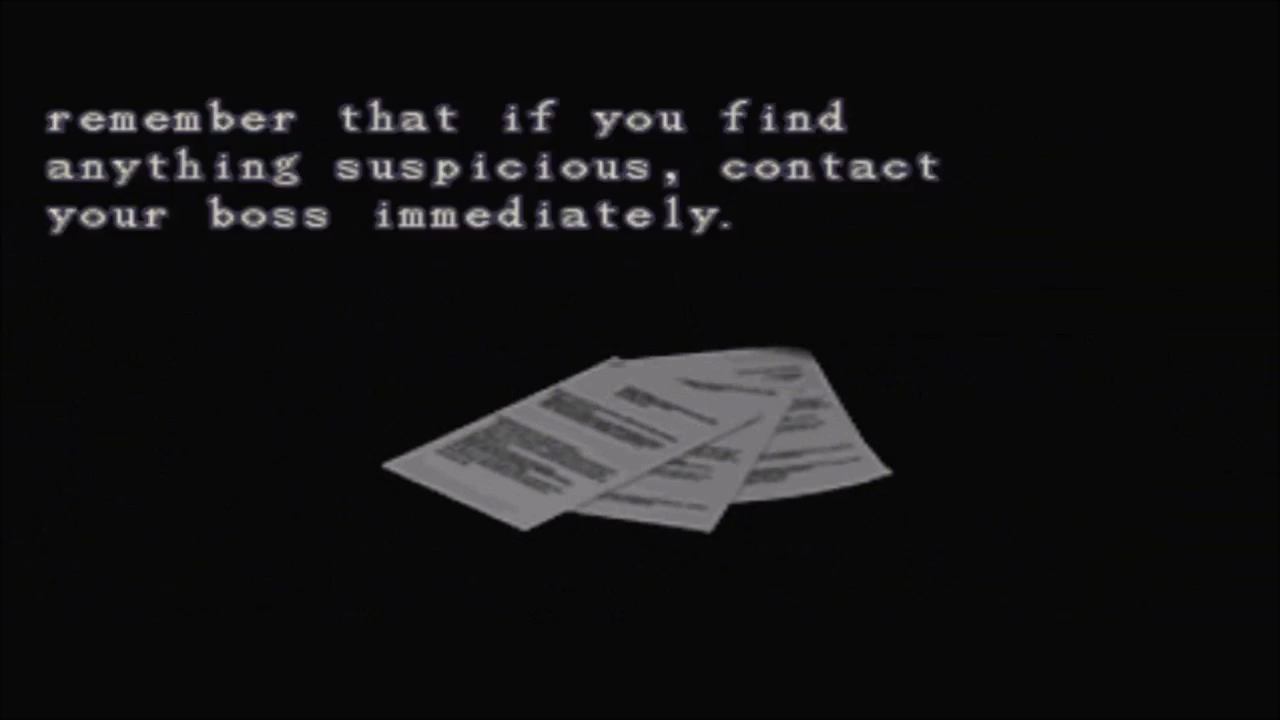 remember that if you find
anything suspicious, contact
your boss immediately.